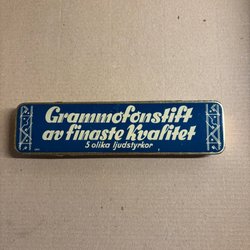 Grammofonstift
av finaste Kvalitet
5 olika ljudstyrkor